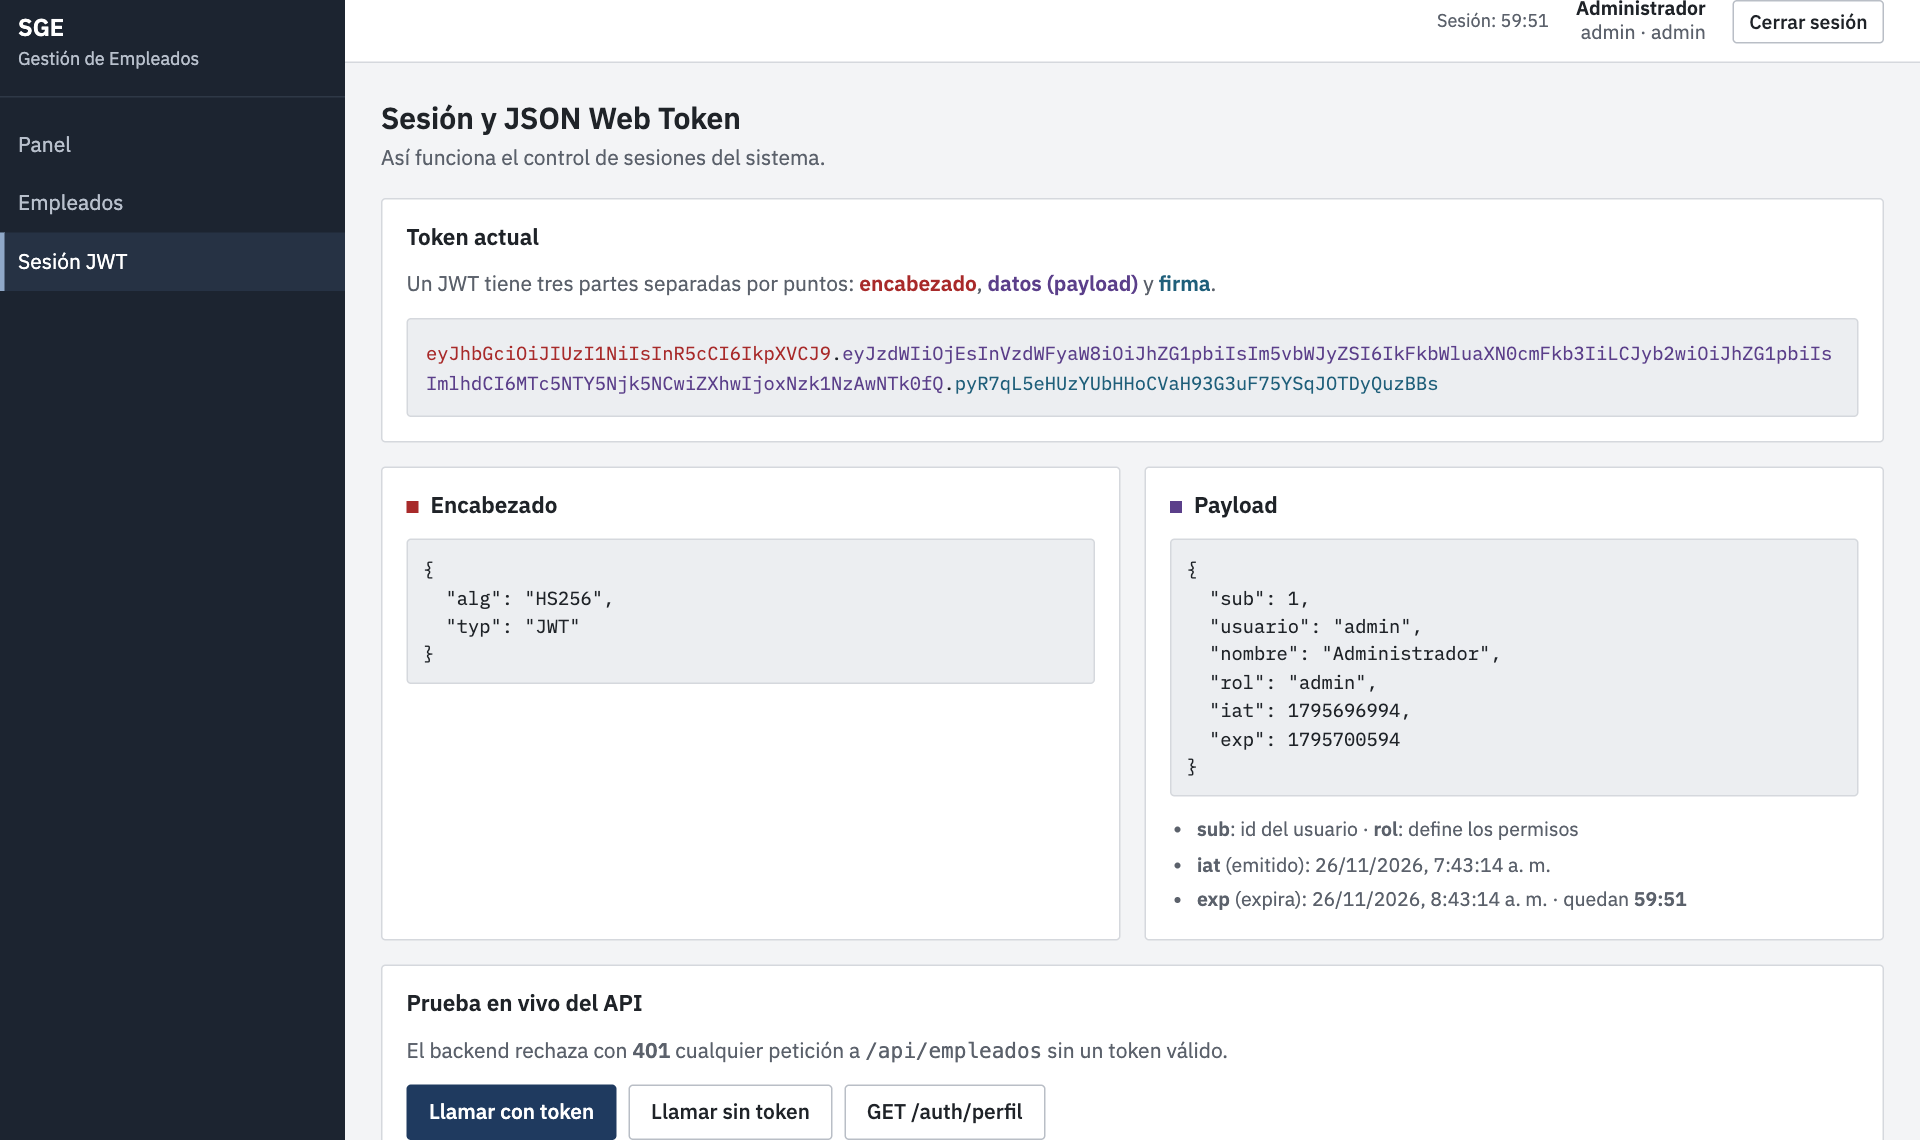 SGE
Gestión de Empleados
Panel
Empleados
Sesión JWT
Sesión: 59:51
Administrador
admin · admin
Cerrar sesión
Sesión y JSON Web Token
Así funciona el control de sesiones del sistema.
Token actual
Un JWT tiene tres partes separadas por puntos: encabezado, datos (payload) y firma.
eyJhbGciOiJIUzI1NiIsInR5cCI6IkpXVCJ9.eyJzdWIiOjEsInVzdWFyaW8iOiJhZG1pbiIsIm5vbWJyZSI6IkFkbWluaXN0cmFkb3IiLCJyb2wiOiJhZG1pbiIs
ImlhdCI6MTc5NTY5Njk5NCwiZXhwIjoxNzk1NzAwNTk0fQ.pyR7qL5eHUzYUbHHoCVaH93G3uF75YSqJOTDyQuzBBs
Encabezado
{
"alg": "HS256",
"typ": "JWT"
}
Payload
{
"sub": 1,
"usuario": "admin",
"nombre": "Administrador",
"rol": "admin",
"iat": 1795696994,
"exp": 1795700594
}
• sub: id del usuario · rol: define los permisos
• iat (emitido): 26/11/2026, 7:43:14 a. m.
• exp (expira): 26/11/2026, 8:43:14 a. m. · quedan 59:51
Prueba en vivo del API
El backend rechaza con 401 cualquier petición a /api/empleados sin un token válido.
Llamar con token
Llamar sin token
GET /auth/perfil